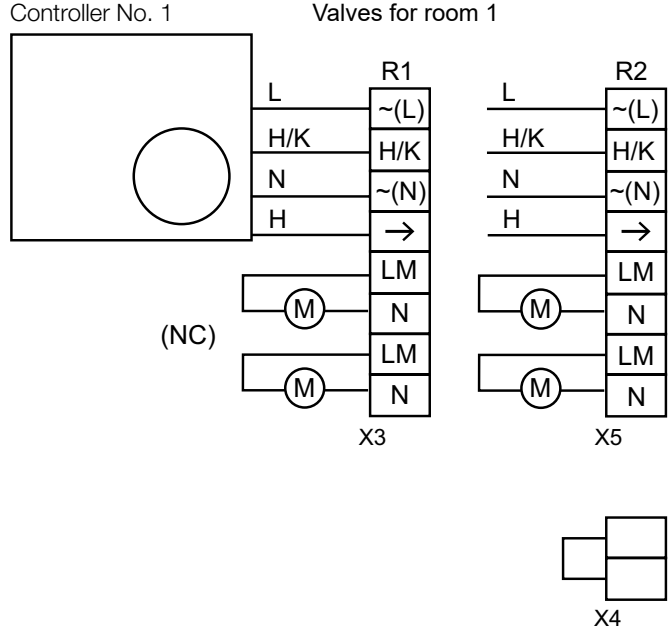 Controller No. 1 Valves for room 1
R1 R2
L ~(L) L ~(L)
H/K H/K H/K H/K
N ~(N) N ~(N)
H → H →
LM LM
M N M N
(NC)
LM LM
M N M N
X3 X5
X4